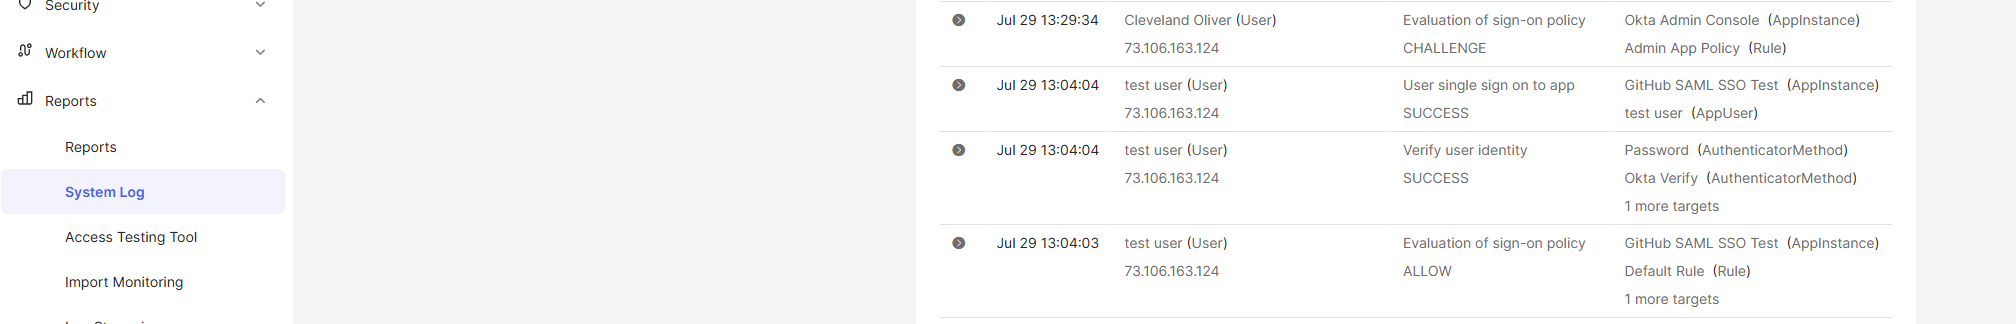 Security
Workflow
Reports
Reports
System Log
Access Testing Tool
Import Monitoring
Jul 29 13:29:34 Cleveland Oliver (User) Evaluation of sign-on policy Okta Admin Console (AppInstance)
73.106.163.124 CHALLENGE Admin App Policy (Rule)
Jul 29 13:04:04 test user (User) User single sign on to app GitHub SAML SSO Test (AppInstance)
73.106.163.124 SUCCESS test user (AppUser)
Jul 29 13:04:04 test user (User) Verify user identity Password (AuthenticatorMethod)
73.106.163.124 SUCCESS Okta Verify (AuthenticatorMethod)
1 more targets
Jul 29 13:04:03 test user (User) Evaluation of sign-on policy GitHub SAML SSO Test (AppInstance)
73.106.163.124 ALLOW Default Rule (Rule)
1 more targets